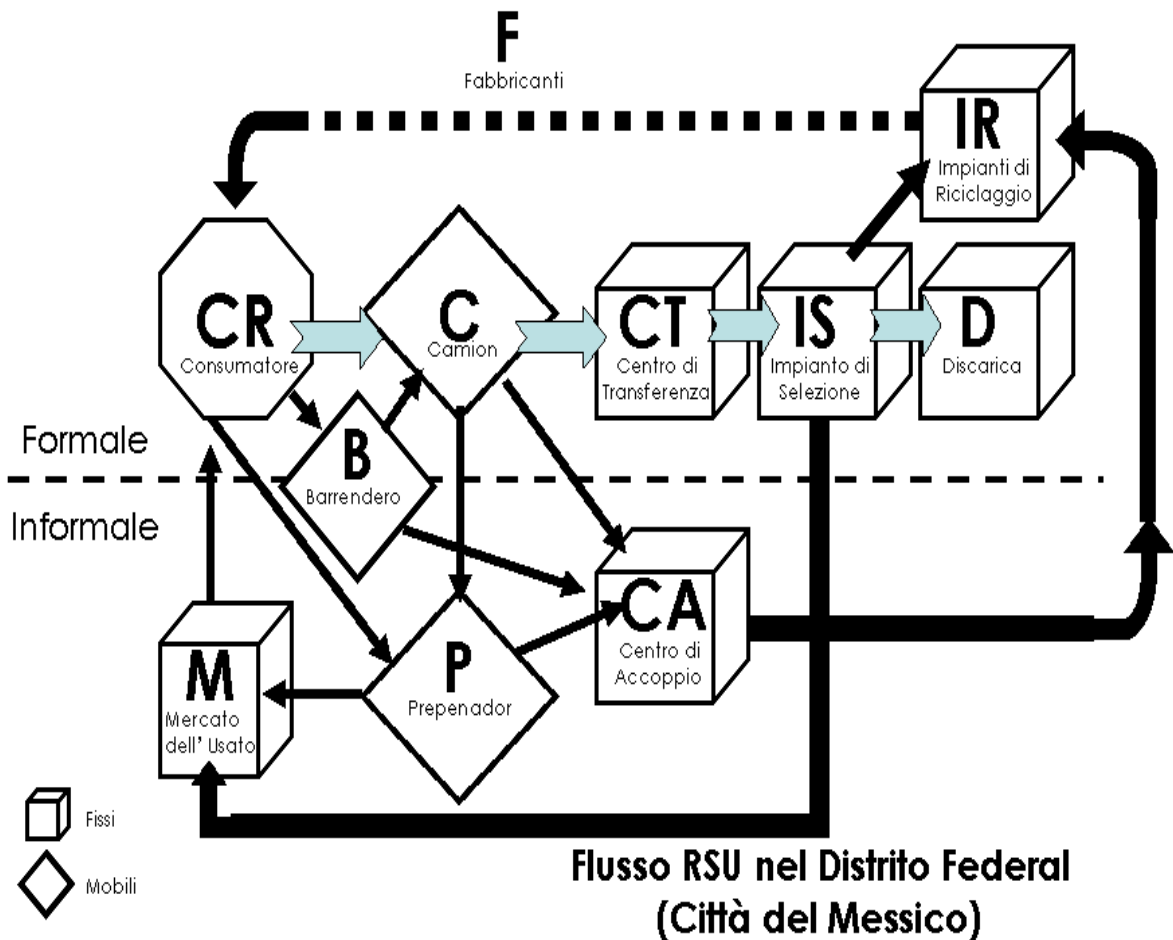 F
Fabbricanti
IR
Impianti di
Riciclaggio
CR
Consumatore
C
Camion
CT
Centro di
Transferenza
IS
Impianto di
Selezione
D
Discarica
Formale
B
Barrendero
Informale
CA
Centro di
Accoppio
M
Mercato
dell' Usato
P
Prepenador
Fissi
Mobili
Flusso RSU nel Distrito Federal
(Città del Messico)